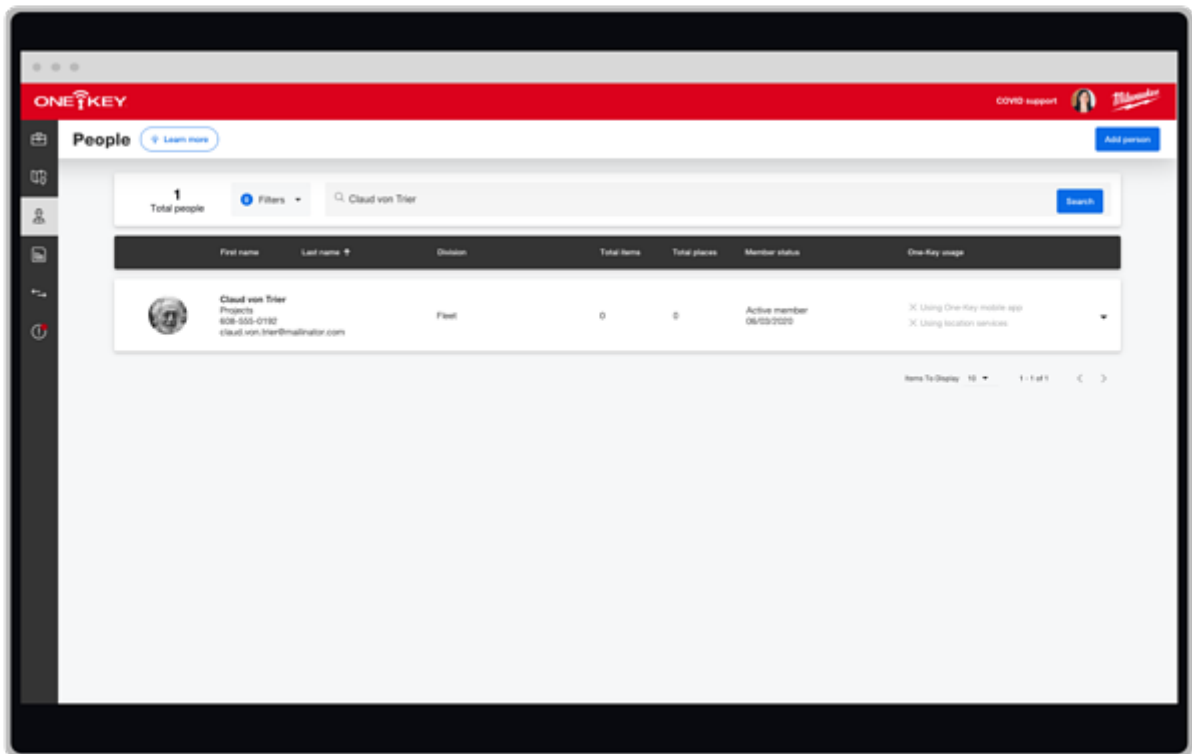 ONE KEY
COVID support
Milwaukee
People
Learn more
Add person
1
Total people
0 Filters
Claud von Trier
Search
First name Last name Division Total items Total places Member status One-Key usage
Claud von Trier
Projects
608-555-0192
claud.von.trier@mailinator.com
Fleet
0
0
Active member
06/03/2020
Using One-Key mobile app
Using location services
Items To Display 10 1 - 1 of 1